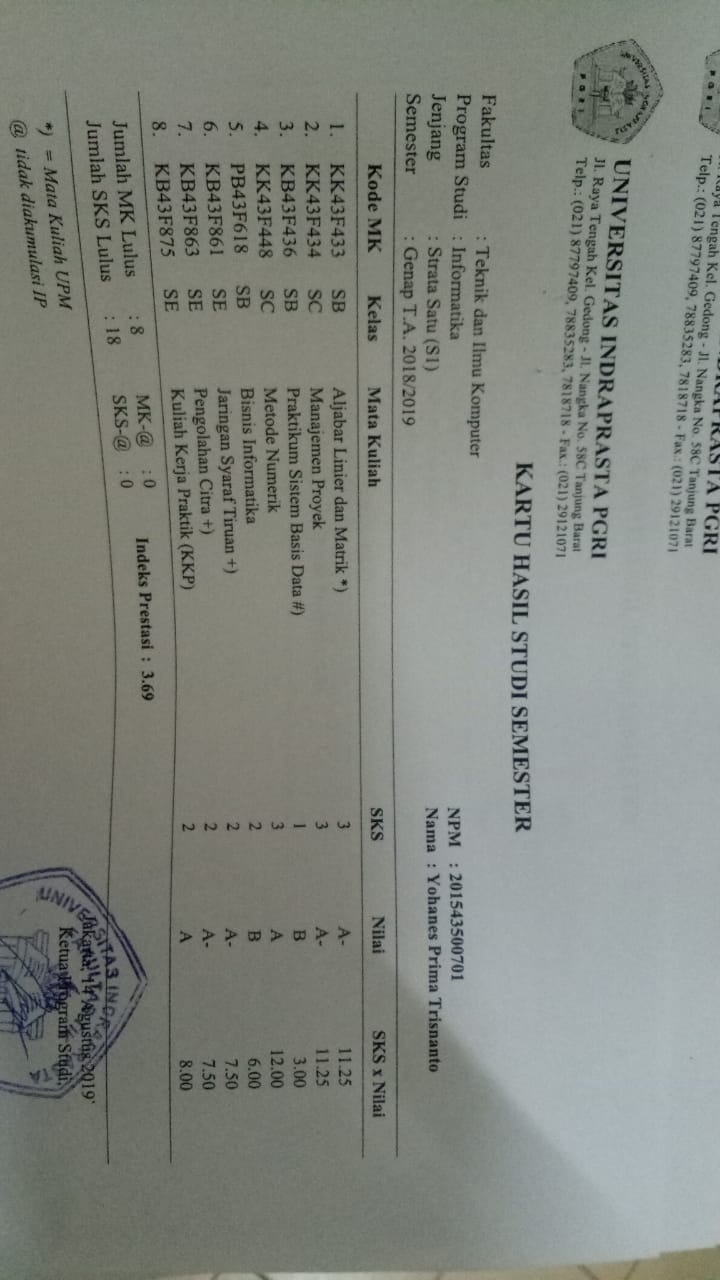 INDRAPRASTA PGRI
Raya Tengah Kel. Gedong - Jl. Nangka No. 58C Tanjung Barat
Telp.: (021) 87797409, 78835283, 7818718 - Fax.: (021) 29121071
PGRI
UNIVERSITAS INDRAPRASTA
PGRI
UNIVERSITAS INDRAPRASTA PGRI
Jl. Raya Tengah Kel. Gedong - Jl. Nangka No. 58C Tanjung Barat
Telp.: (021) 87797409, 78835283, 7818718 - Fax.: (021) 29121071
KARTU HASIL STUDI SEMESTER
Fakultas : Teknik dan Ilmu Komputer
Program Studi : Informatika
Jenjang : Strata Satu (S1)
Semester : Genap T.A. 2018/2019
NPM : 201543500701
Nama : Yohanes Prima Trisnanto
Kode MK Kelas Mata Kuliah SKS Nilai SKS x Nilai
1. KK43F433 SB Aljabar Linier dan Matrik *) 3 A- 11.25
2. KK43F434 SC Manajemen Proyek 3 A- 11.25
3. KB43F436 SB Praktikum Sistem Basis Data #) 1 B 3.00
4. KK43F448 SC Metode Numerik 3 A 12.00
5. PB43F618 SB Bisnis Informatika 2 B 6.00
6. KB43F861 SE Jaringan Syaraf Tiruan +) 2 A- 7.50
7. KB43F863 SE Pengolahan Citra +) 2 A- 7.50
8. KB43F875 SE Kuliah Kerja Praktik (KKP) 2 A 8.00
Jumlah MK Lulus : 8 MK-@ : 0 Indeks Prestasi : 3.69
Jumlah SKS Lulus : 18 SKS-@ : 0
*) = Mata Kuliah UPM
@ tidak diakumulasi IP
Jakarta, 14 Agustus 2019
Ketua Program Studi,
UNIVERSITAS INDRAPRASTA